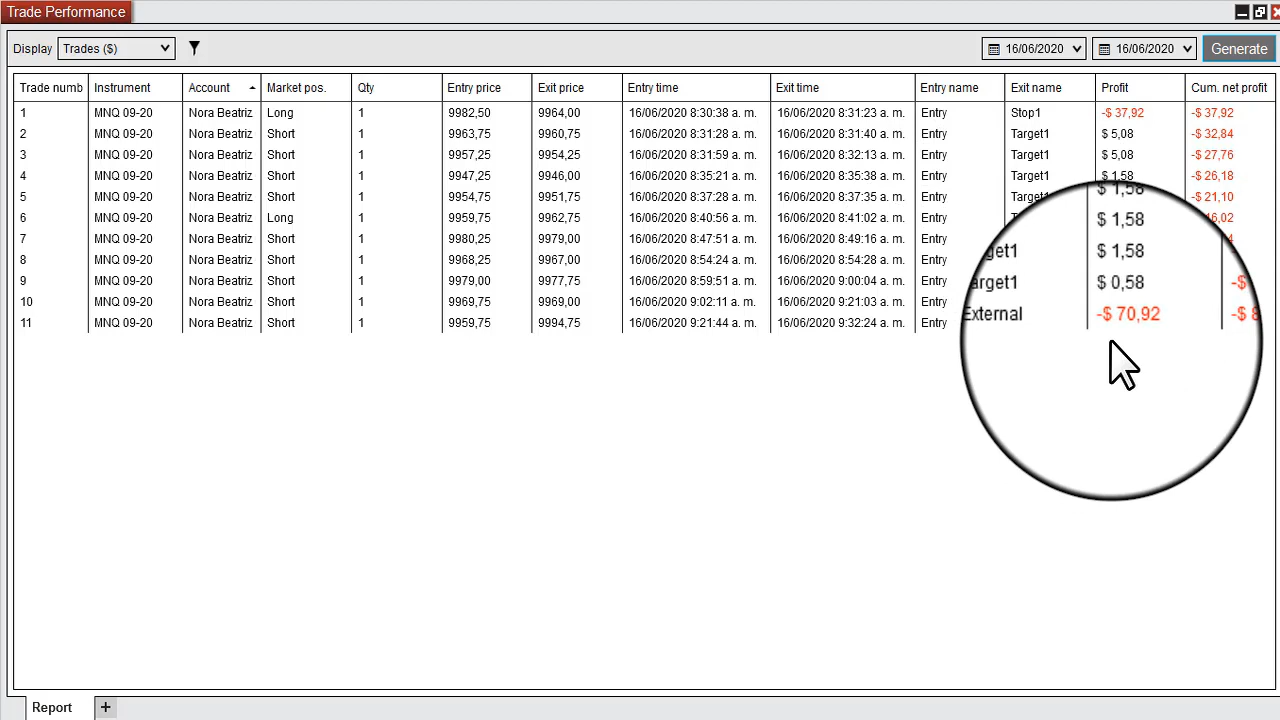 Trade Performance
Display Trades ($) 16/06/2020 16/06/2020 Generate
Trade numb Instrument Account Market pos. Qty Entry price Exit price Entry time Exit time Entry name Exit name Profit Cum. net profit
1 MNQ 09-20 Nora Beatriz Long 1 9982,50 9964,00 16/06/2020 8:30:38 a. m. 16/06/2020 8:31:23 a. m. Entry Stop1 -$ 37,92 -$ 37,92
2 MNQ 09-20 Nora Beatriz Short 1 9963,75 9960,75 16/06/2020 8:31:28 a. m. 16/06/2020 8:31:40 a. m. Entry Target1 $ 5,08 -$ 32,84
3 MNQ 09-20 Nora Beatriz Short 1 9957,25 9954,25 16/06/2020 8:31:59 a. m. 16/06/2020 8:32:13 a. m. Entry Target1 $ 5,08 -$ 27,76
4 MNQ 09-20 Nora Beatriz Short 1 9947,25 9946,00 16/06/2020 8:35:21 a. m. 16/06/2020 8:35:38 a. m. Entry Target1 $ 1,58 -$ 26,18
5 MNQ 09-20 Nora Beatriz Short 1 9954,75 9951,75 16/06/2020 8:37:28 a. m. 16/06/2020 8:37:35 a. m. Entry Target1 $ 1,58 -$ 21,10
6 MNQ 09-20 Nora Beatriz Long 1 9959,75 9962,75 16/06/2020 8:40:56 a. m. 16/06/2020 8:41:02 a. m. Entry $ 1,58
7 MNQ 09-20 Nora Beatriz Short 1 9980,25 9979,00 16/06/2020 8:47:51 a. m. 16/06/2020 8:49:16 a. m. Entry
8 MNQ 09-20 Nora Beatriz Short 1 9968,25 9967,00 16/06/2020 8:54:24 a. m. 16/06/2020 8:54:28 a. m. Entry get1 $ 1,58
9 MNQ 09-20 Nora Beatriz Short 1 9979,00 9977,75 16/06/2020 8:59:51 a. m. 16/06/2020 9:00:04 a. m. Entry arget1 $ 0,58 -$
10 MNQ 09-20 Nora Beatriz Short 1 9969,75 9969,00 16/06/2020 9:02:11 a. m. 16/06/2020 9:21:03 a. m. Entry
11 MNQ 09-20 Nora Beatriz Short 1 9959,75 9994,75 16/06/2020 9:21:44 a. m. 16/06/2020 9:32:24 a. m. Entry External -$ 70,92 -$ 8
Report +